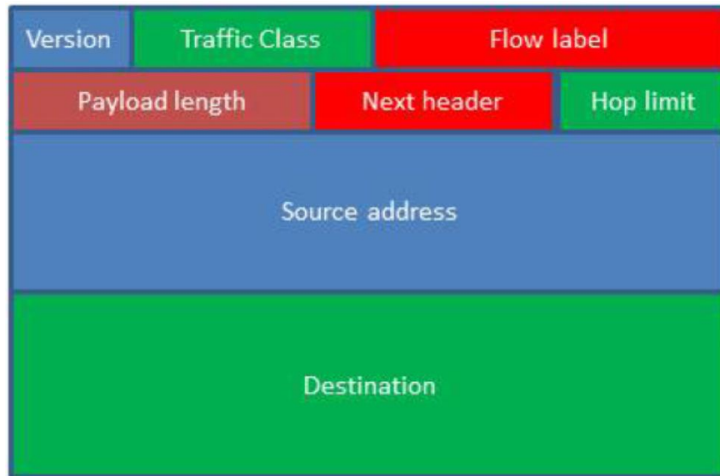 Version Traffic Class Flow label
Payload length Next header Hop limit
Source address
Destination